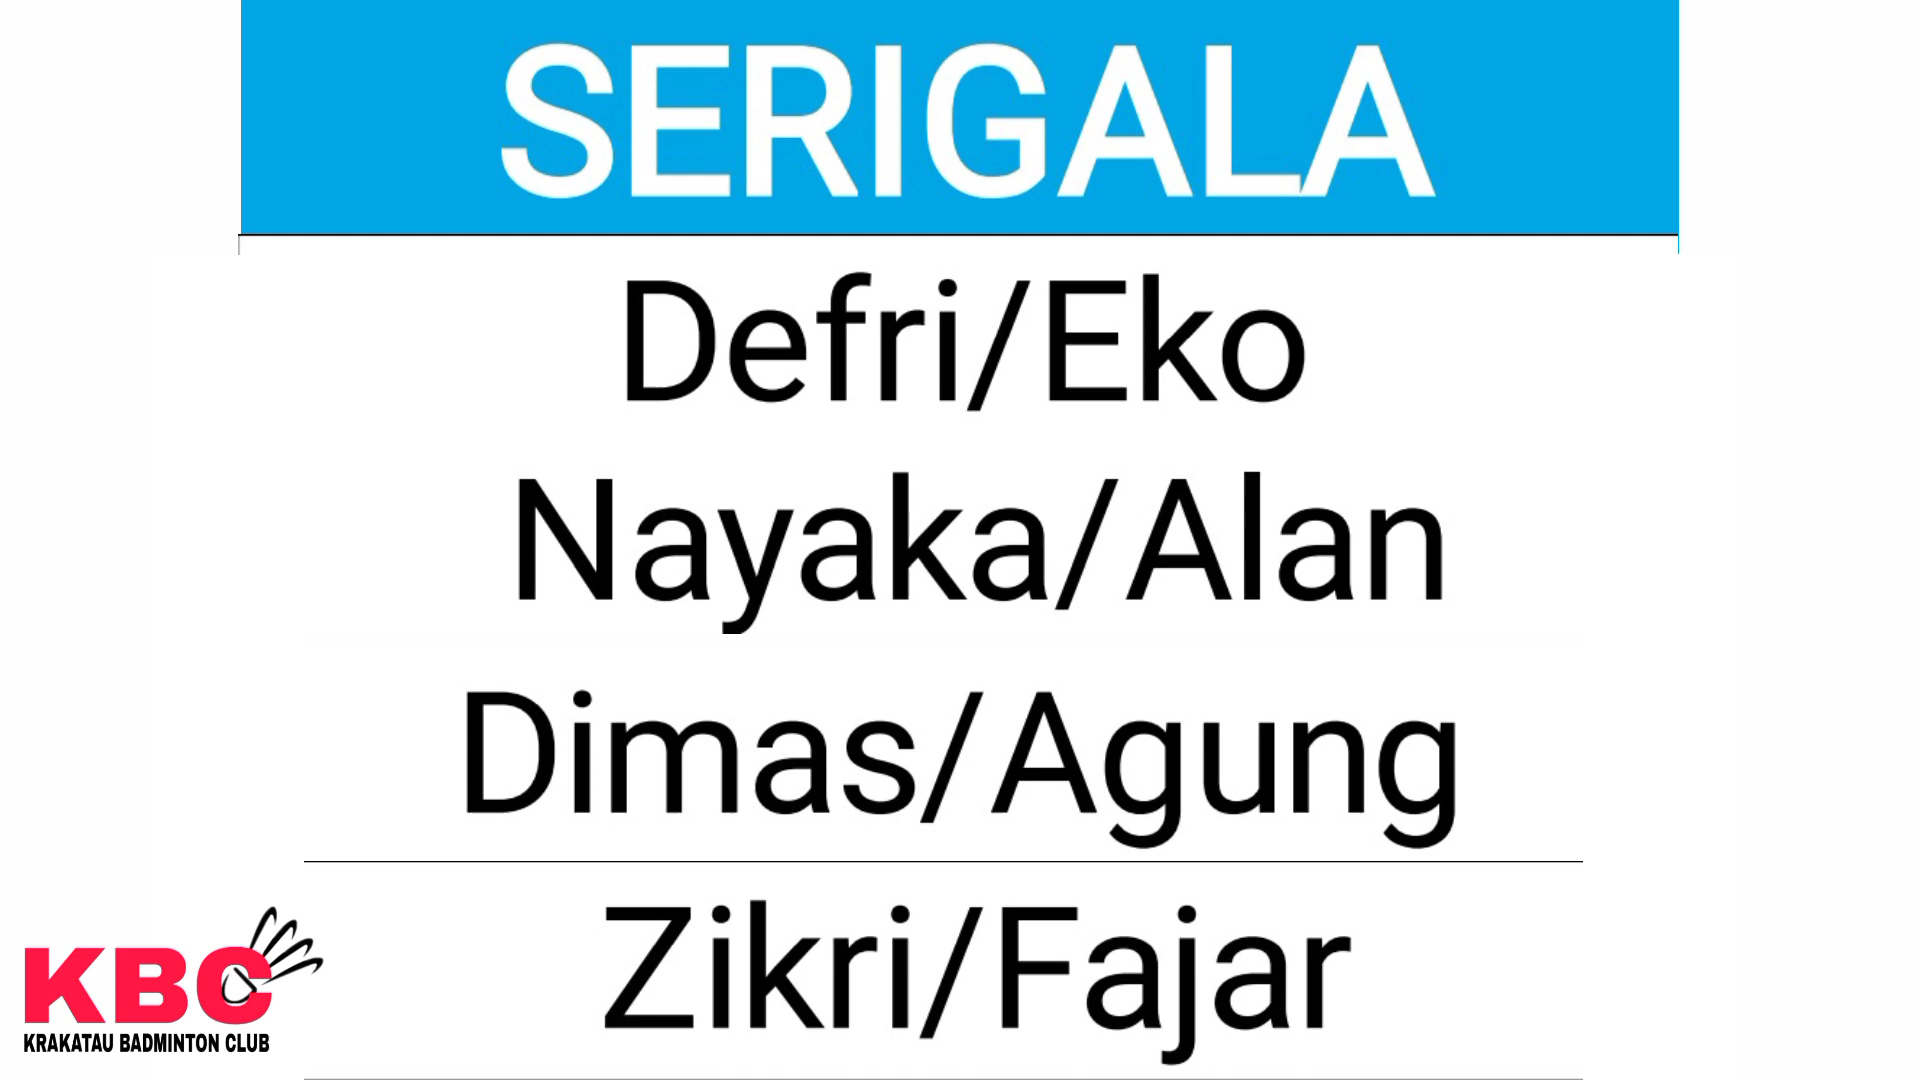 SERIGALA
Defri/Eko
Nayaka/Alan
Dimas/Agung
Zikri/Fajar
KBC
KRAKATAU BADMINTON CLUB